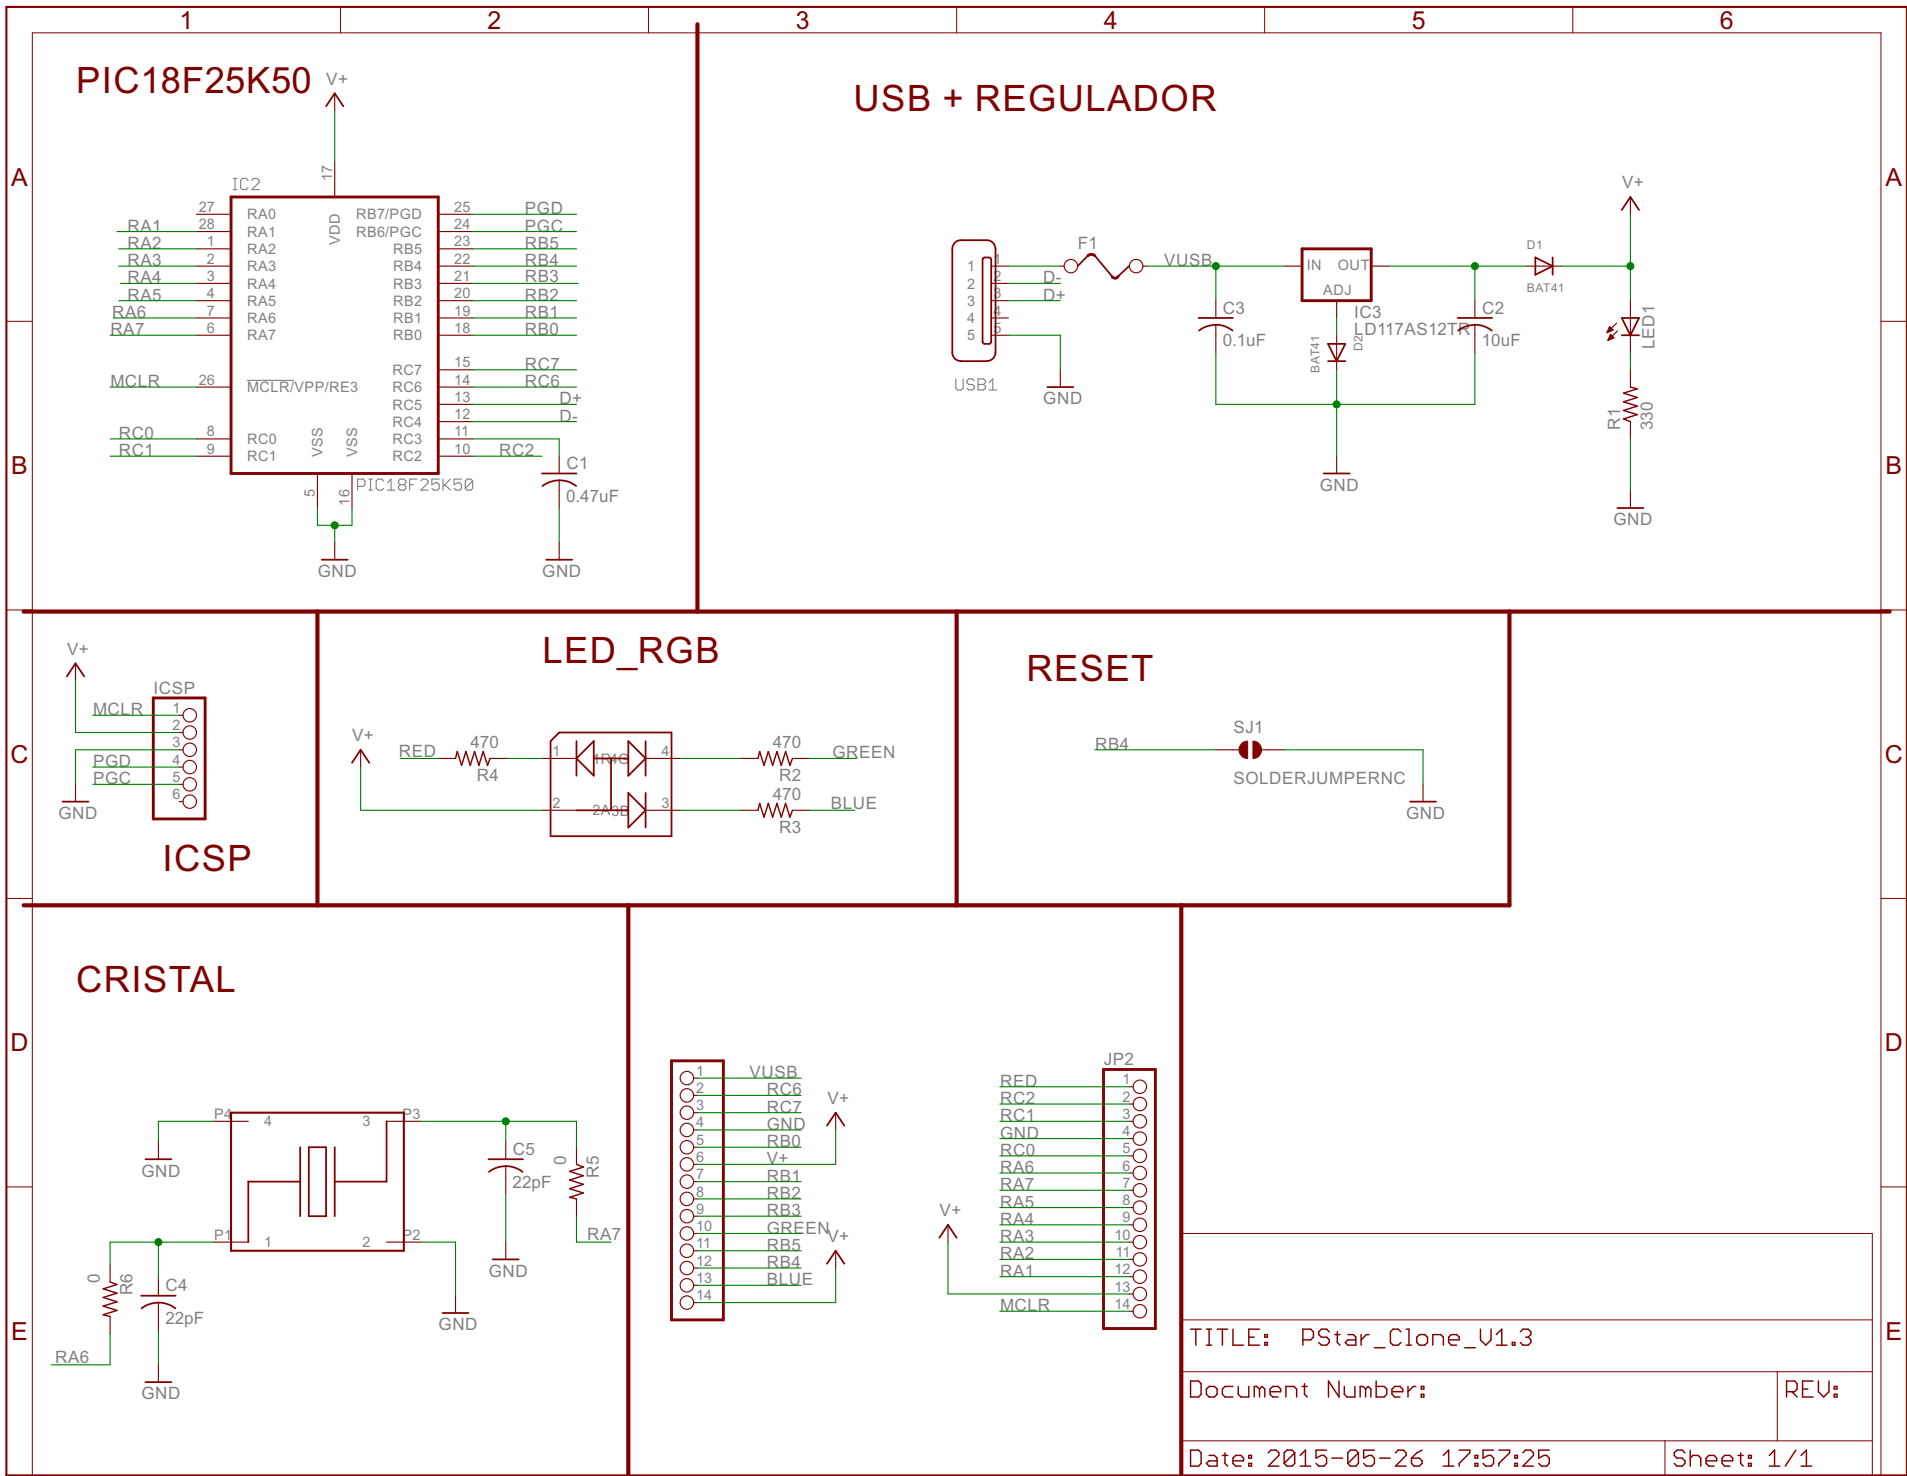 1 2 3 4 5 6
A
B
C
D
E
A
B
C
D
E
PIC18F25K50
V+
17
IC2
VDD
27 RA0
RA1 28 RA1
RA2 1 RA2
RA3 2 RA3
RA4 3 RA4
RA5 4 RA5
RA6 7 RA6
RA7 6 RA7
MCLR 26 MCLR/VPP/RE3
RC0 8 RC0
RC1 9 RC1
RB7/PGD 25 PGD
RB6/PGC 24 PGC
RB5 23 RB5
RB4 22 RB4
RB3 21 RB3
RB2 20 RB2
RB1 19 RB1
RB0 18 RB0
RC7 15 RC7
RC6 14 RC6
RC5 13 D+
RC4 12 D-
RC3 11
RC2 10 RC2
VSS VSS
5 16
PIC18F25K50
GND
C1
0.47uF
GND
USB + REGULADOR
1
2
3
4
5
1
2
3
4
5
USB1
D-
D+
F1
VUSB
GND
C3
0.1uF
IN OUT
ADJ
IC3
LD117AS12TR
BAT41
D2
GND
C2
10uF
D1
BAT41
V+
LED1
R1
330
GND
V+
ICSP
MCLR 1
2
3
PGD 4
PGC 5
6
GND
ICSP
LED_RGB
V+
RED
470
R4
1 4
1R4G
2 3
2A3B
470
R2
GREEN
470
R3
BLUE
RESET
RB4
SJ1
SOLDERJUMPERNC
GND
CRISTAL
P4 4 3 P3
P1 1 2 P2
GND
C5
22pF
0
R5
RA7
GND
0
R6
C4
22pF
RA6
GND
GND
1 VUSB
2 RC6
3 RC7
4 GND
5 RB0
6 V+
7 RB1
8 RB2
9 RB3
10 GREEN
11 RB5
12 RB4
13 BLUE
14
V+
V+
JP2
RED 1
RC2 2
RC1 3
GND 4
RC0 5
RA6 6
RA7 7
RA5 8
RA4 9
RA3 10
RA2 11
RA1 12
13
MCLR 14
V+
TITLE: PStar_Clone_V1.3
Document Number:
REV:
Date: 2015-05-26 17:57:25
Sheet: 1/1